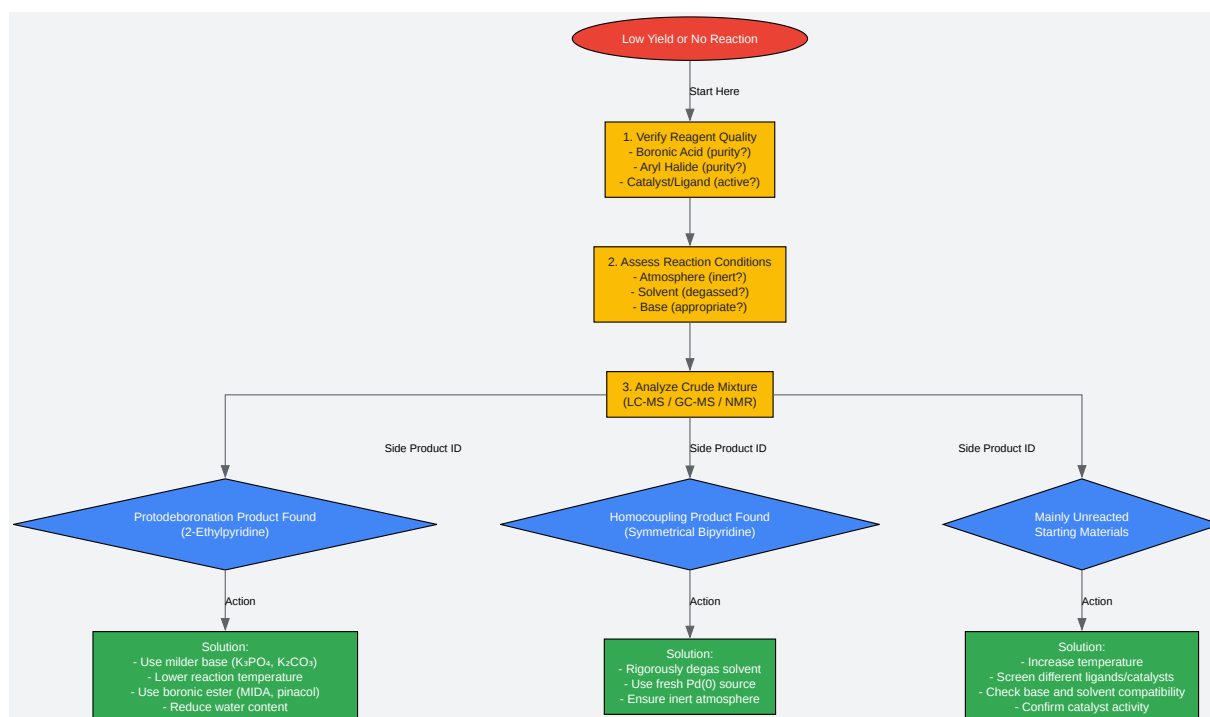 Low Yield or No Reaction
Start Here
1. Verify Reagent Quality
- Boronic Acid (purity?)
- Aryl Halide (purity?)
- Catalyst/Ligand (active?)
2. Assess Reaction Conditions
- Atmosphere (inert?)
- Solvent (degassed?)
- Base (appropriate?)
3. Analyze Crude Mixture
(LC-MS / GC-MS / NMR)
Side Product ID
Side Product ID
Side Product ID
Protodeboronation Product Found
(2-Ethylpyridine)
Homocoupling Product Found
(Symmetrical Bipyridine)
Mainly Unreacted
Starting Materials
Action
Action
Action
Solution:
- Use milder base (K₃PO₄, K₂CO₃)
- Lower reaction temperature
- Use boronic ester (MIDA, pinacol)
- Reduce water content
Solution:
- Rigorously degas solvent
- Use fresh Pd(0) source
- Ensure inert atmosphere
Solution:
- Increase temperature
- Screen different ligands/catalysts
- Check base and solvent compatibility
- Confirm catalyst activity